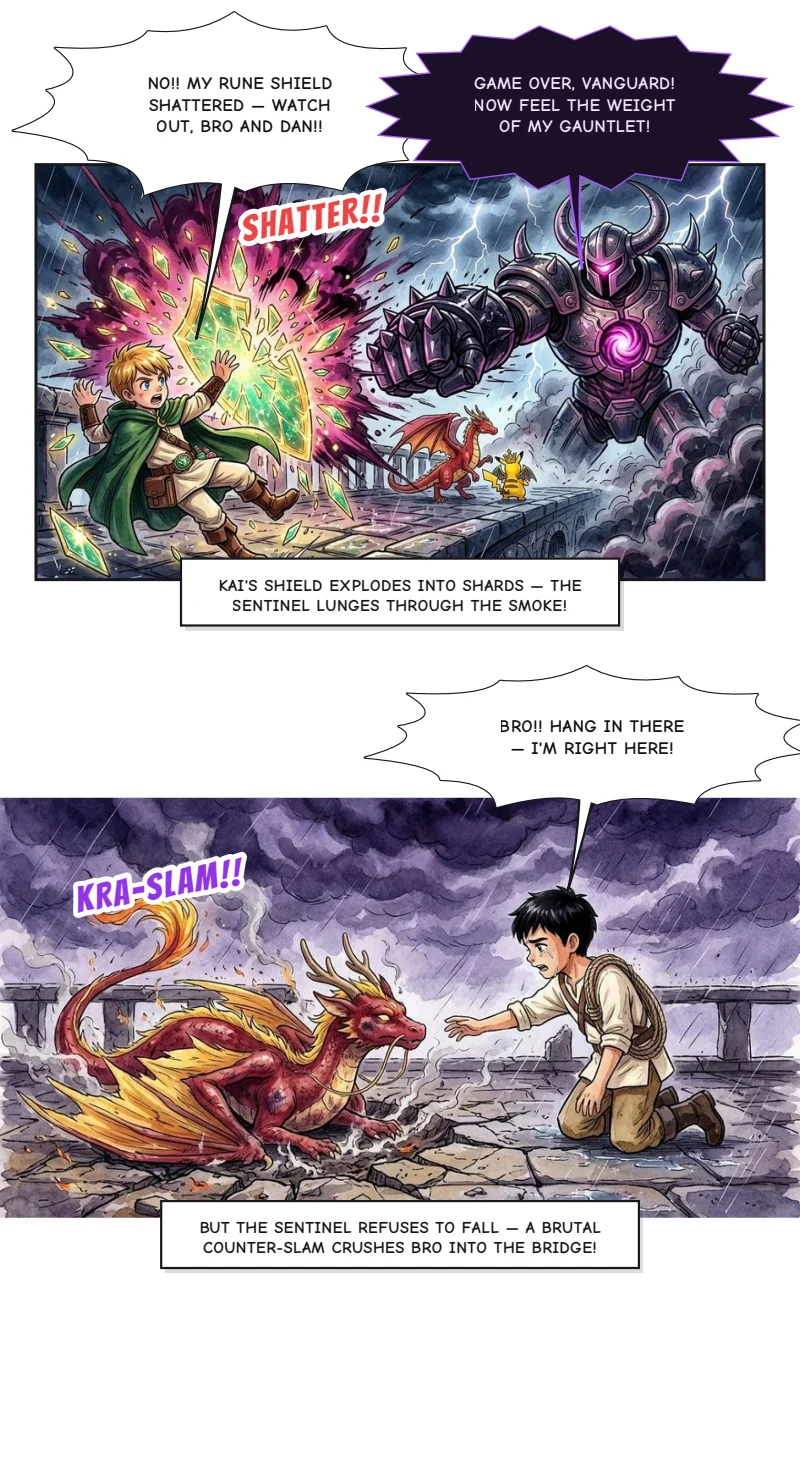 NO!! MY RUNE SHIELD
SHATTERED — WATCH
OUT, BRO AND DAN!!
GAME OVER, VANGUARD!
NOW FEEL THE WEIGHT
OF MY GAUNTLET!
SHATTER!!
KAI'S SHIELD EXPLODES INTO SHARDS — THE
SENTINEL LUNGES THROUGH THE SMOKE!
BRO!! HANG IN THERE
— I'M RIGHT HERE!
KRA-SLAM!!
BUT THE SENTINEL REFUSES TO FALL — A BRUTAL
COUNTER-SLAM CRUSHES BRO INTO THE BRIDGE!